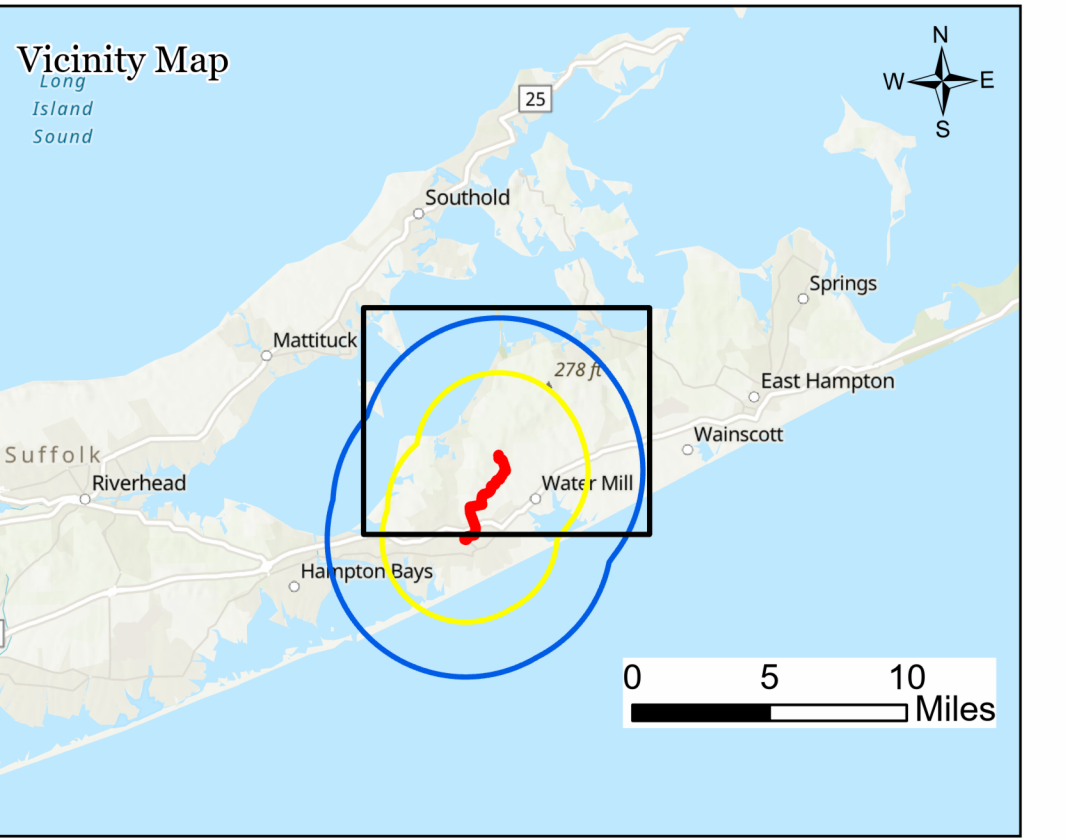 Vicinity Map
Long
Island
Sound
N
W
E
S
25
Southold
Springs
Mattituck
278 ft
East Hampton
Wainscott
Suffolk
Riverhead
Water Mill
Hampton Bays
0 5 10
Miles